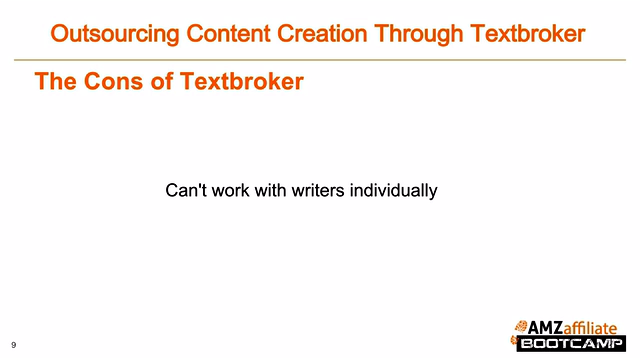 Outsourcing Content Creation Through Textbroker
The Cons of Textbroker
Can't work with writers individually
9
AMZaffiliate
BOOTCAMP